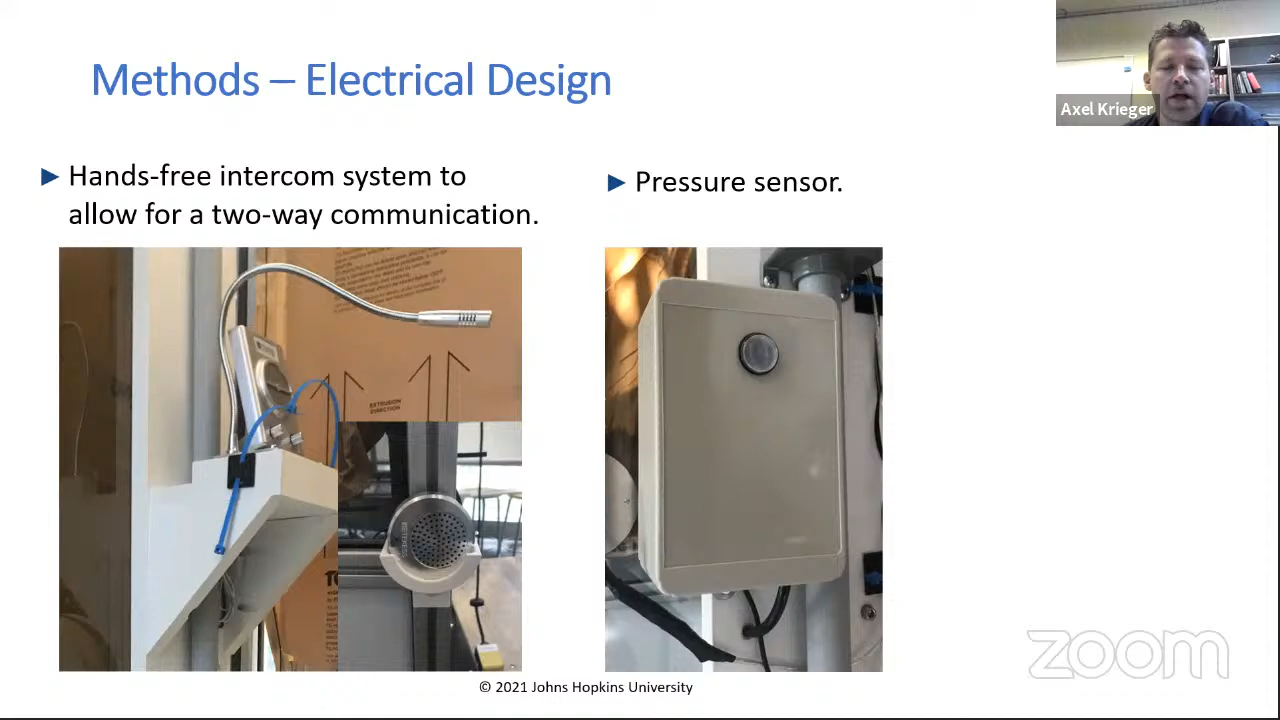 Methods – Electrical Design
Axel Krieger
► Hands-free intercom system to
allow for a two-way communication.
► Pressure sensor.
EXTRUSION
DIRECTION
© 2021 Johns Hopkins University
zoom